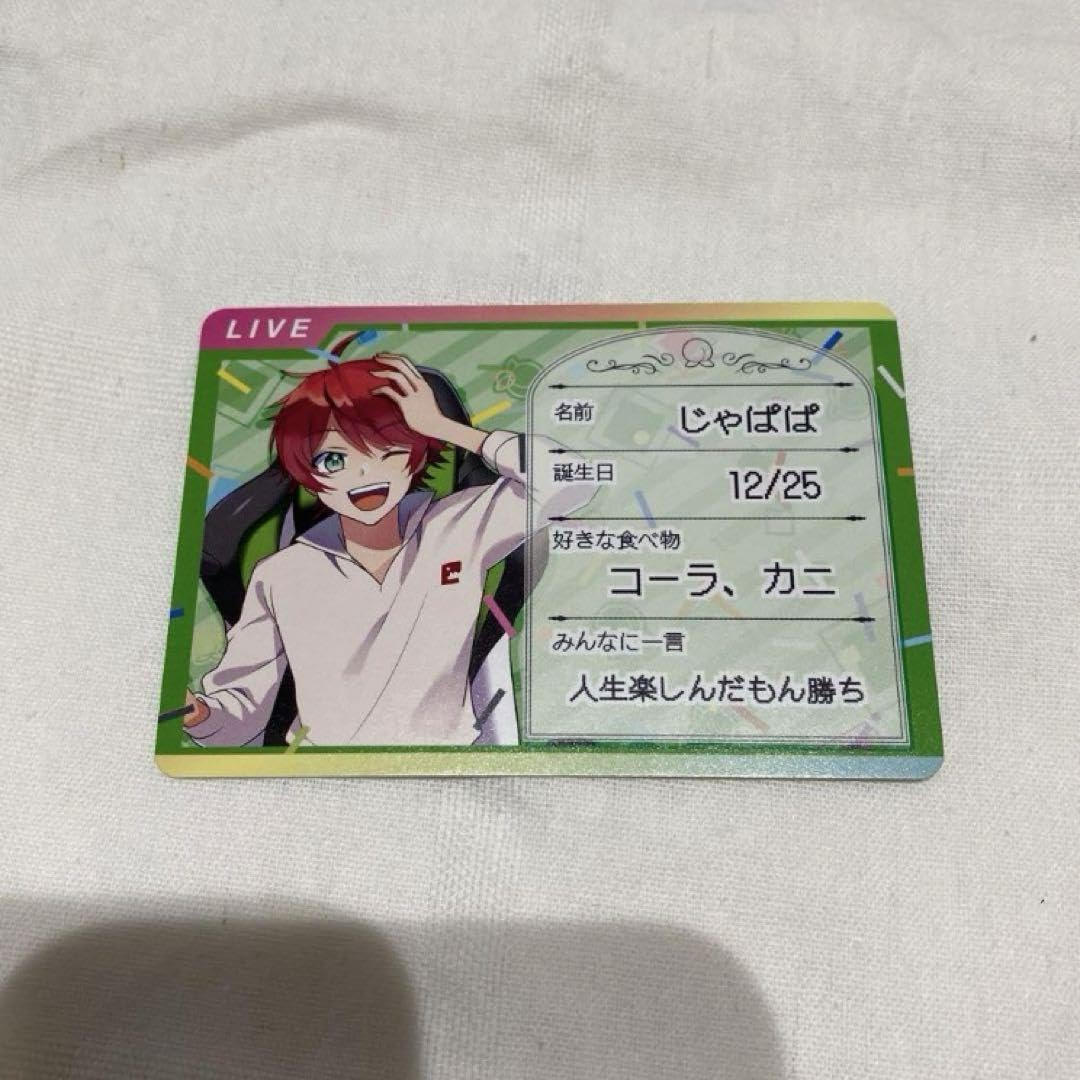 LIVE
名前
じゃぱぱ
誕生日
12/25
好きな食べ物
コーラ、カニ
みんなに一言
人生楽しんだもん勝ち